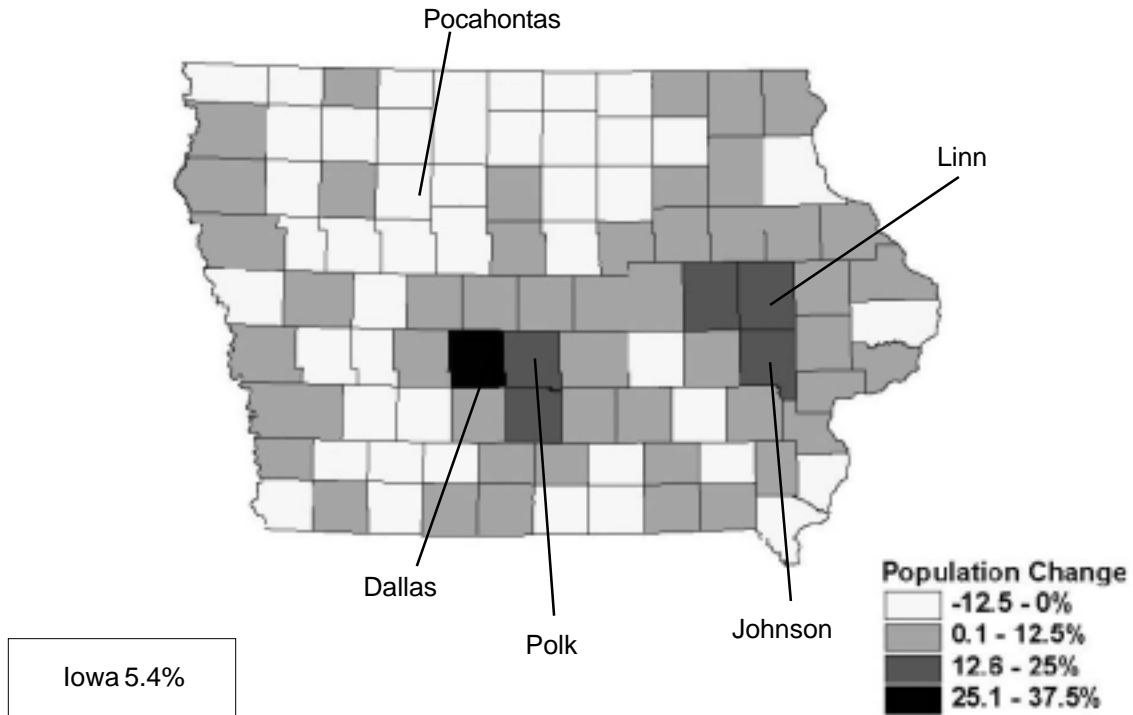 Pocahontas
Linn
Dallas
Polk
Johnson
Iowa 5.4%
Population Change
-12.5 - 0%
0.1 - 12.5%
12.6 - 25%
25.1 - 37.5%